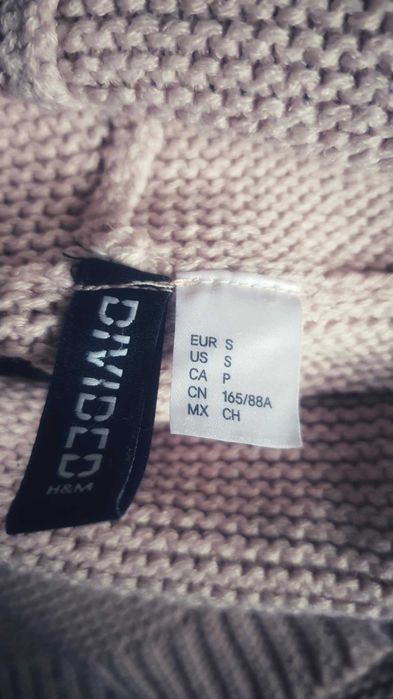 DIVIDED
H&M
EUR S
US S
CA P
CN 165/88A
MX CH